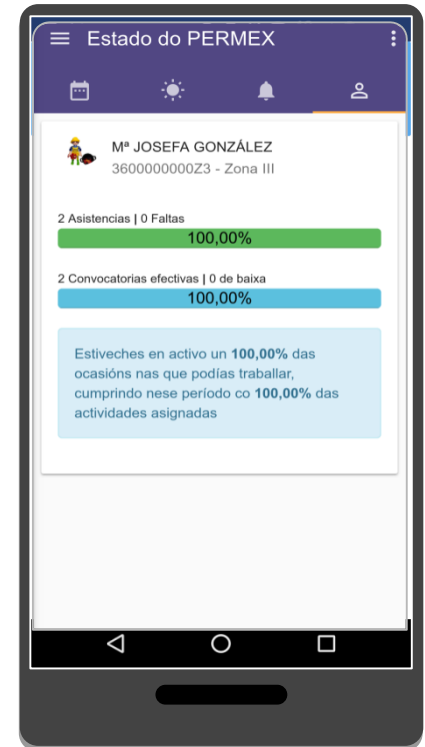 Estado do PERMEX
Mª JOSEFA GONZÁLEZ
3600000000Z3 - Zona III
2 Asistencias | 0 Faltas
100,00%
2 Convocatorias efectivas | 0 de baixa
100,00%
Estiveches en activo un 100,00% das
ocasións nas que podías traballar,
cumprindo nese período co 100,00% das
actividades asignadas